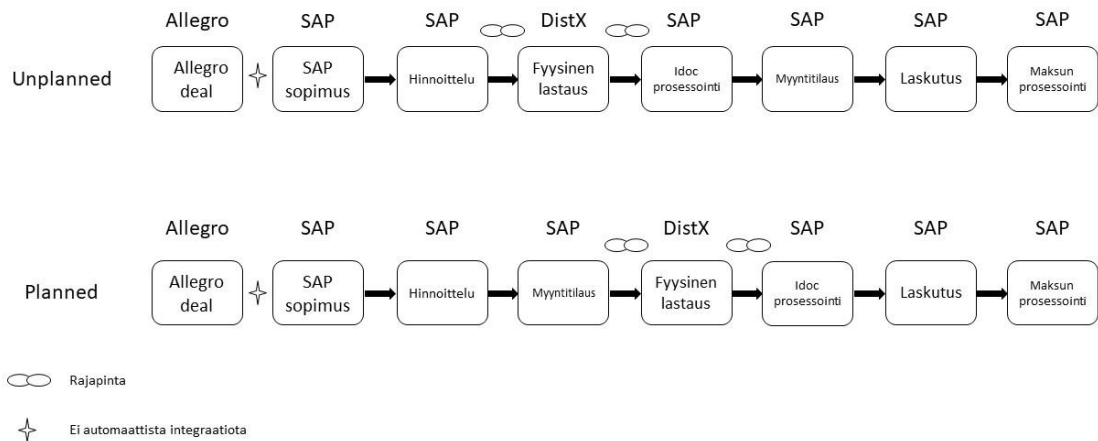 Allegro SAP SAP DistX SAP SAP SAP SAP
Unplanned
Allegro
deal
SAP
sopimus
Hinnoittelu
Fyysinen
lastaus
Idoc
prosessointi
Myyntitilaus
Laskutus
Maksun
prosessointi
Allegro SAP SAP SAP DistX SAP SAP SAP
Planned
Allegro
deal
SAP
sopimus
Hinnoittelu
Myyntitilaus
Fyysinen
lastaus
Idoc
prosessointi
Laskutus
Maksun
prosessointi
Rajapinta
Ei automaattista integraatiota